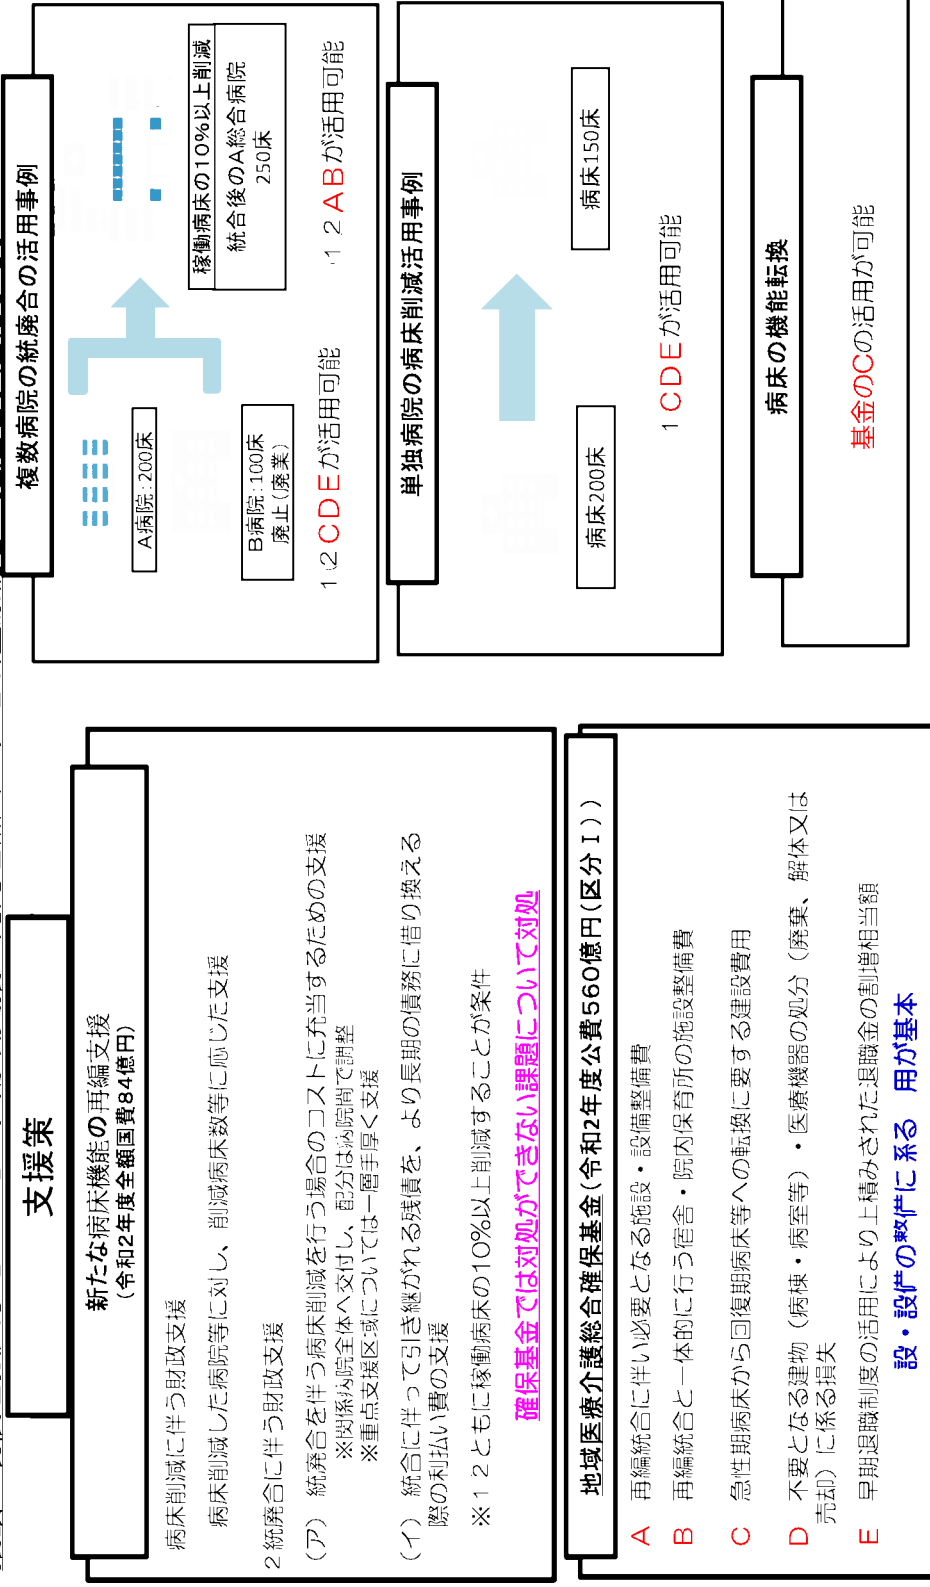 支援策
新たな病床機能の再編支援
(令和2年度全額国費84億円)
病床削減に伴う財政支援
病床削減した病院等に対し、削減病床数等に応じた支援
2統廃合に伴う財政支援
(ア) 統廃合を伴う病床削減を行う場合のコストに充当するための支援
※関係病院全体へ交付し、配分は病院間で調整
※重点支援区域については一層手厚く支援
(イ) 統合に伴って引き継がれる残債を、より長期の債務に借り換える
際の利払い費の支援
※1 2 ともに稼働病床の10%以上削減することが条件
確保基金では対処ができない課題について対処
地域医療介護総合確保基金(令和2年度公費560億円(区分Ⅰ))
A 再編統合に伴い必要となる施設・設備整備費
B 再編統合と一体的に行う宿舎・院内保育所の施設整備費
C 急性期病床から回復期病床等への転換に要する建設費用
D 不要となる建物(病棟・病室等)・医療機器の処分(廃棄、解体又は
売却)に係る損失
E 早期退職制度の活用により上積みされた退職金の割増相当額
設・設備の整備に係る 用が基本
複数病院の統廃合の活用事例
A病院:200床
B病院:100床
廃止(廃業)
稼働病床の10%以上削減
統合後のA総合病院
250床
1 2 CDEが活用可能
1 2 ABが活用可能
単独病院の病床削減活用事例
病床200床
病床150床
1 CDEが活用可能
病床の機能転換
基金のCの活用が可能